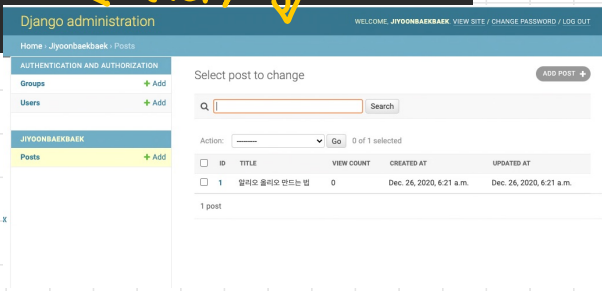 Django administration
WELCOME, JIYOONBAEKBAEK. VIEW SITE / CHANGE PASSWORD / LOG OUT
Home › Jiyoonbaekbaek › Posts
AUTHENTICATION AND AUTHORIZATION
Groups + Add
Users + Add
JIYOONBAEKBAEK
Posts + Add
Select post to change
ADD POST +
Search
Action: --------- Go 0 of 1 selected
ID TITLE VIEW COUNT CREATED AT UPDATED AT
1 알리오 올리오 만드는 법 0 Dec. 26, 2020, 6:21 a.m. Dec. 26, 2020, 6:21 a.m.
1 post